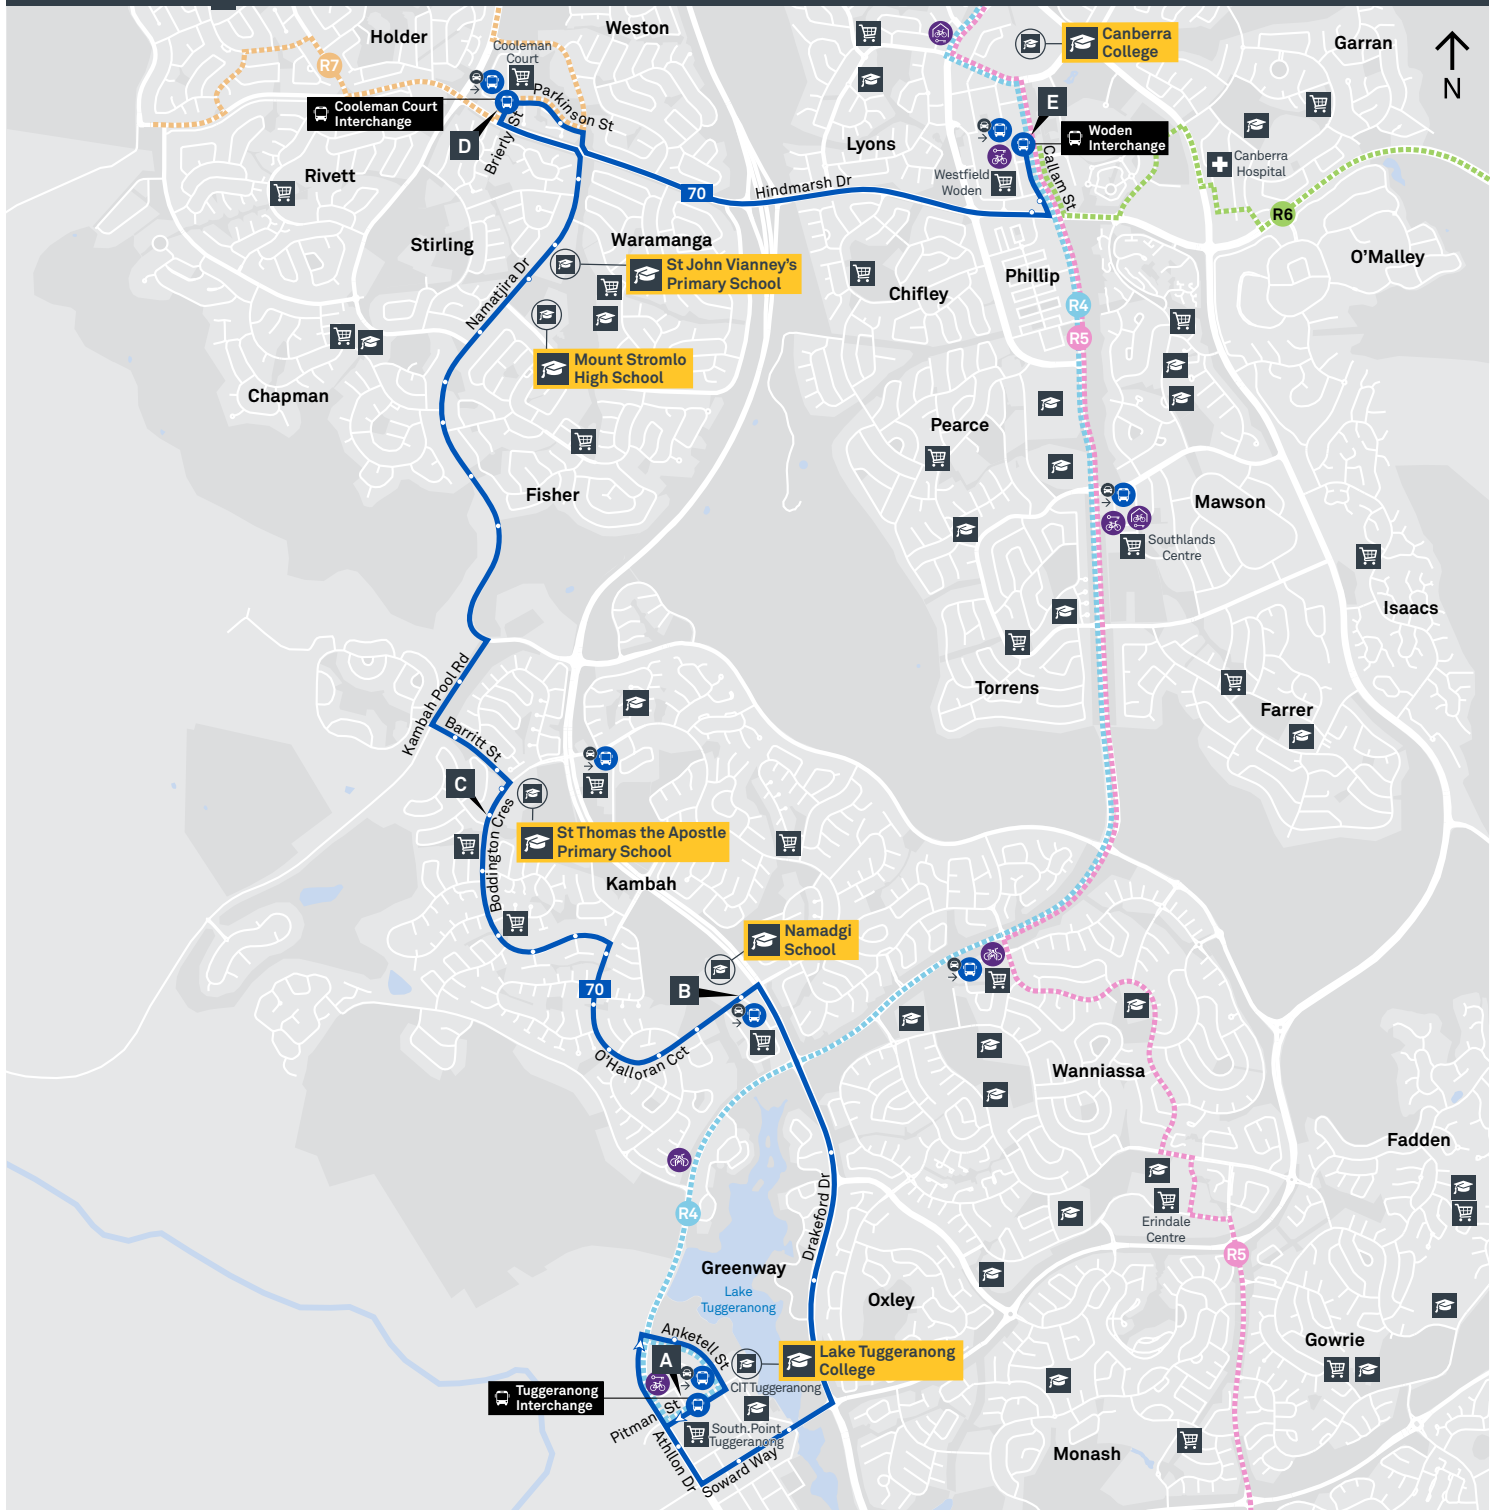 Holder
Weston
Cooleman
Court
R7
Parkinson St
Cooleman Court
Interchange
D
Brierly St
Rivett
Stirling
Lyons
Canberra
College
Garran
N
E
Woden
Interchange
Callam St
Westfield
Woden
Canberra
Hospital
70
Hindmarsh Dr
R6
O'Malley
Waramanga
St John Vianney's
Primary School
Namatjira Dr
Chifley
Phillip
R4
R5
Mount Stromlo
High School
Chapman
Pearce
Fisher
Mawson
Southlands
Centre
Isaacs
Torrens
Farrer
Kambah Pool Rd
Barritt St
C
Boddington Cres
St Thomas the Apostle
Primary School
Kambah
Namadgi
School
B
70
O'Halloran Cct
Wanniassa
Fadden
R4
Drakeford Dr
Erindale
Centre
R5
Greenway
Lake
Tuggeranong
Oxley
Gowrie
Anketell St
A
Lake Tuggeranong
College
CIT Tuggeranong
Tuggeranong
Interchange
Pitman St
South.Point
Tuggeranong
Athllon Dr
Soward Way
Monash